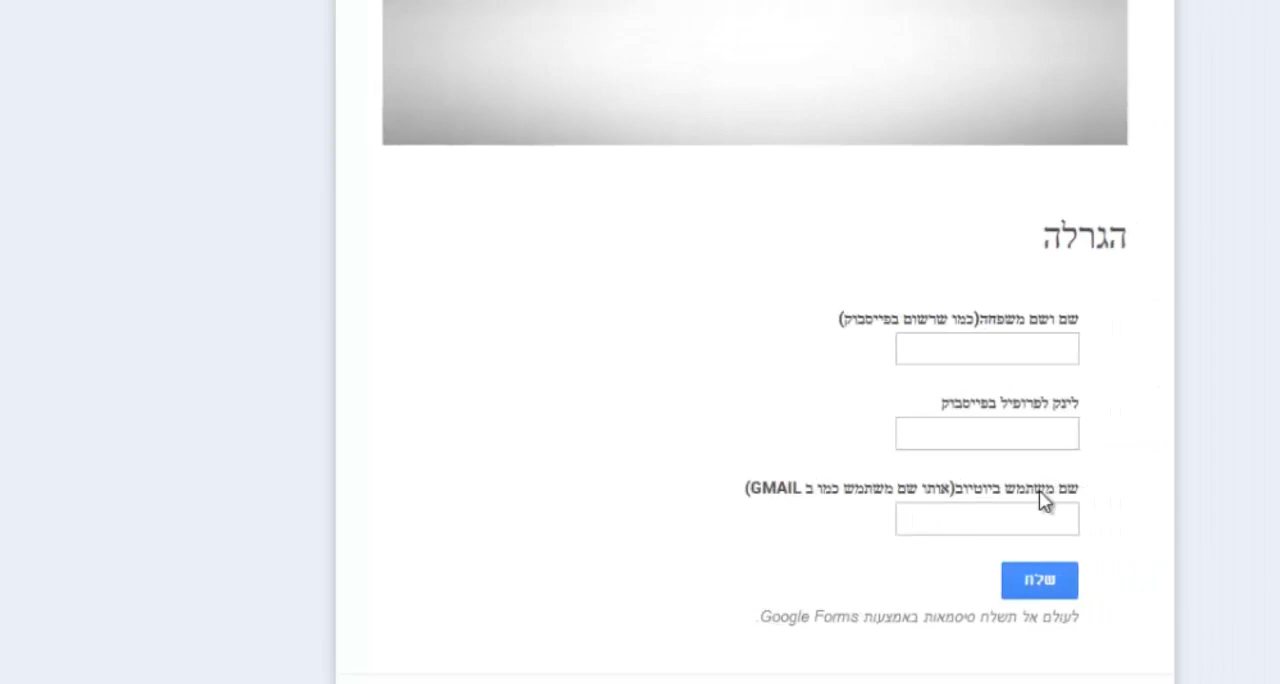 הגרלה
שם ושם משפחה(כמו שרשום בפייסבוק)
לינק לפרופיל בפייסבוק
שם משתמש ביוטיוב(אותו שם משתמש כמו ב GMAIL)
שלח
לעולם אל תשלח סיסמאות באמצעות Google Forms.